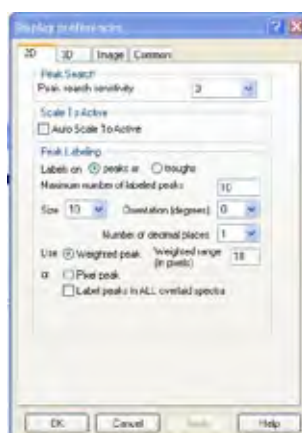 Display preferences
2D 3D Image Common
Peak Search
Peak search sensitivity 3
Scale To Active
Auto Scale To Active
Peak Labeling
Labels on peaks or troughs
Maximum number of labeled peaks 10
Size 10 Orientation (degrees) 0
Number of decimal places 1
Use Weighted peak Weighted range (in pixels) 18
or Pixel peak
Label peaks in ALL overlaid spectra
OK Cancel Apply Help